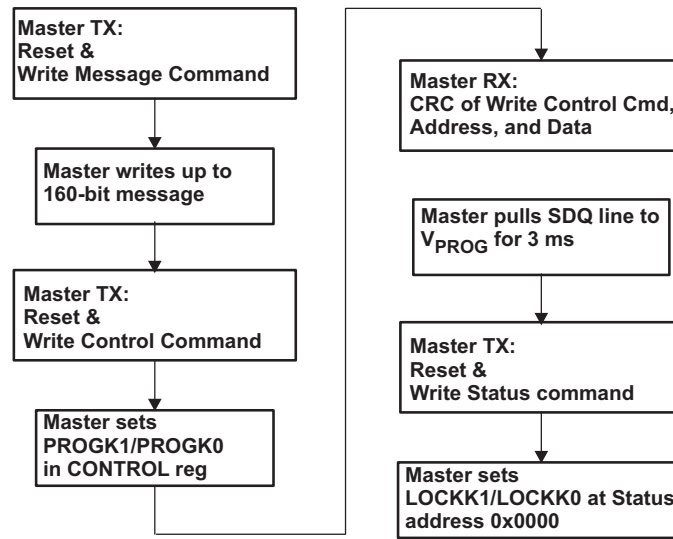 Master TX:
Reset &
Write Message Command
Master writes up to
160-bit message
Master TX:
Reset &
Write Control Command
Master sets
PROGK1/PROGK0
in CONTROL reg
Master RX:
CRC of Write Control Cmd,
Address, and Data
Master pulls SDQ line to
VPROG for 3 ms
Master TX:
Reset &
Write Status command
Master sets
LOCKK1/LOCKK0 at Status
address 0x0000